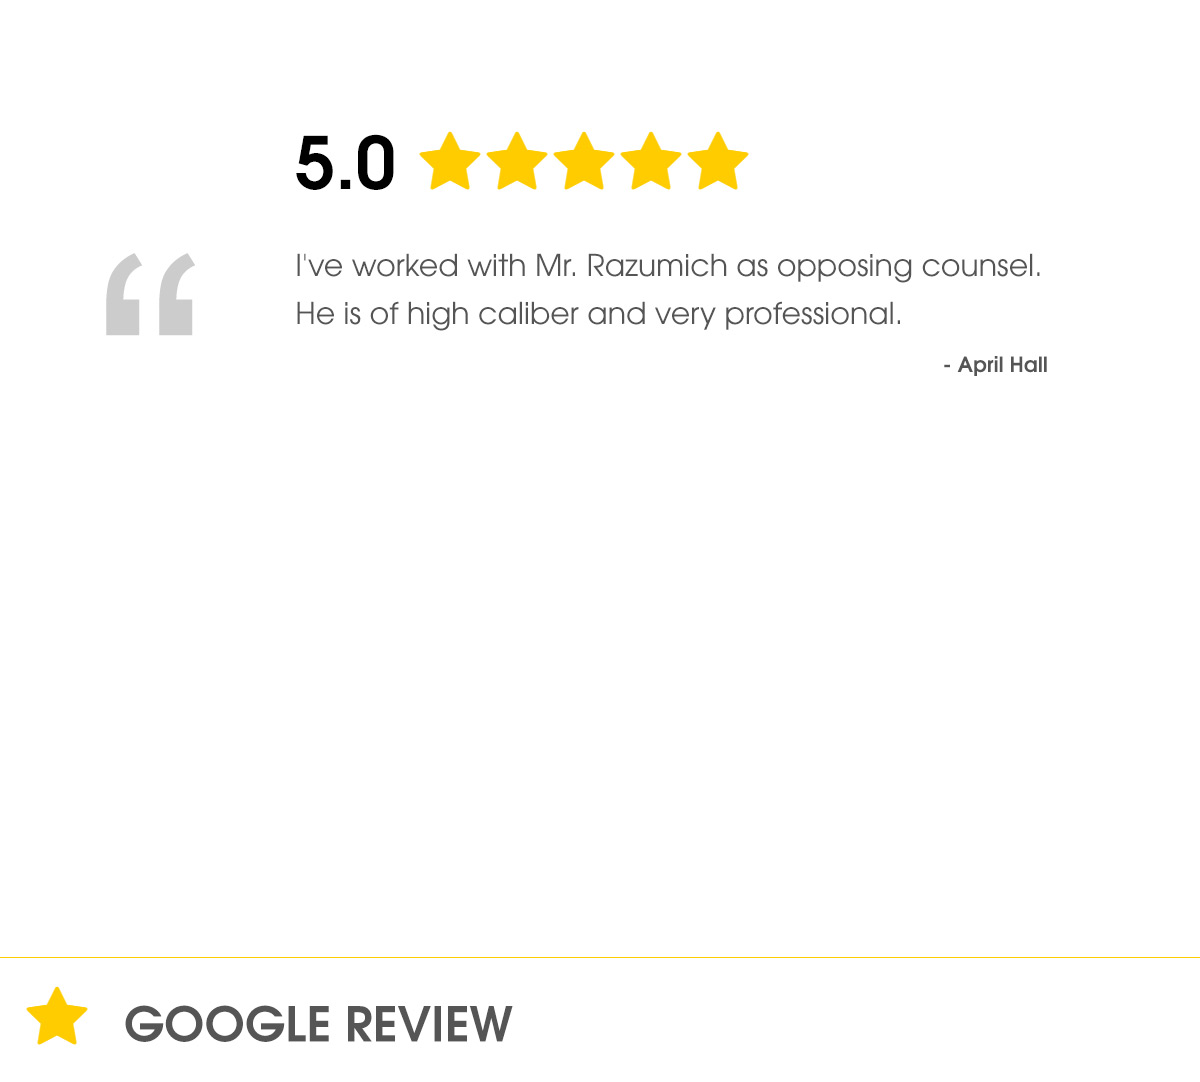 5.0
I've worked with Mr. Razumich as opposing counsel.
He is of high caliber and very professional.
- April Hall
GOOGLE REVIEW